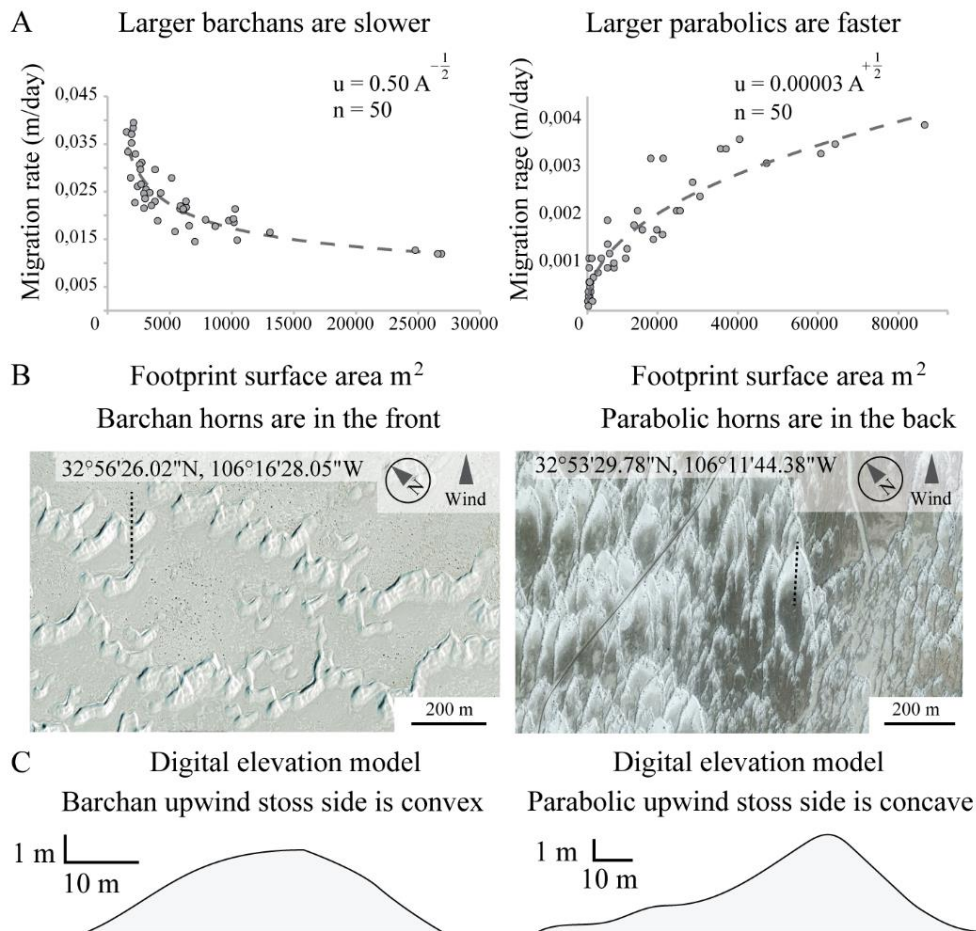 A
Larger barchans are slower
Larger parabolics are faster
Migration rate (m/day)
0,045
0,035
0,025
0,015
0,005
0
5000
10000
15000
20000
25000
30000
u = 0.50 A^{-1/2}
n = 50
Footprint surface area m²
Migration rage (m/day)
0,004
0,003
0,002
0,001
0
20000
40000
60000
80000
u = 0.00003 A^{+1/2}
n = 50
Footprint surface area m²
B
Barchan horns are in the front
Parabolic horns are in the back
32°56'26.02"N, 106°16'28.05"W
N
Wind
200 m
32°53'29.78"N, 106°11'44.38"W
N
Wind
200 m
C
Digital elevation model
Barchan upwind stoss side is convex
1 m
10 m
Digital elevation model
Parabolic upwind stoss side is concave
1 m
10 m